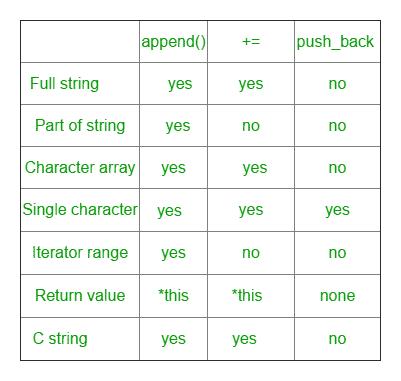 append() += push_back
Full string yes yes no
Part of string yes no no
Character array yes yes no
Single character yes yes yes
Iterator range yes no no
Return value *this *this none
C string yes yes no